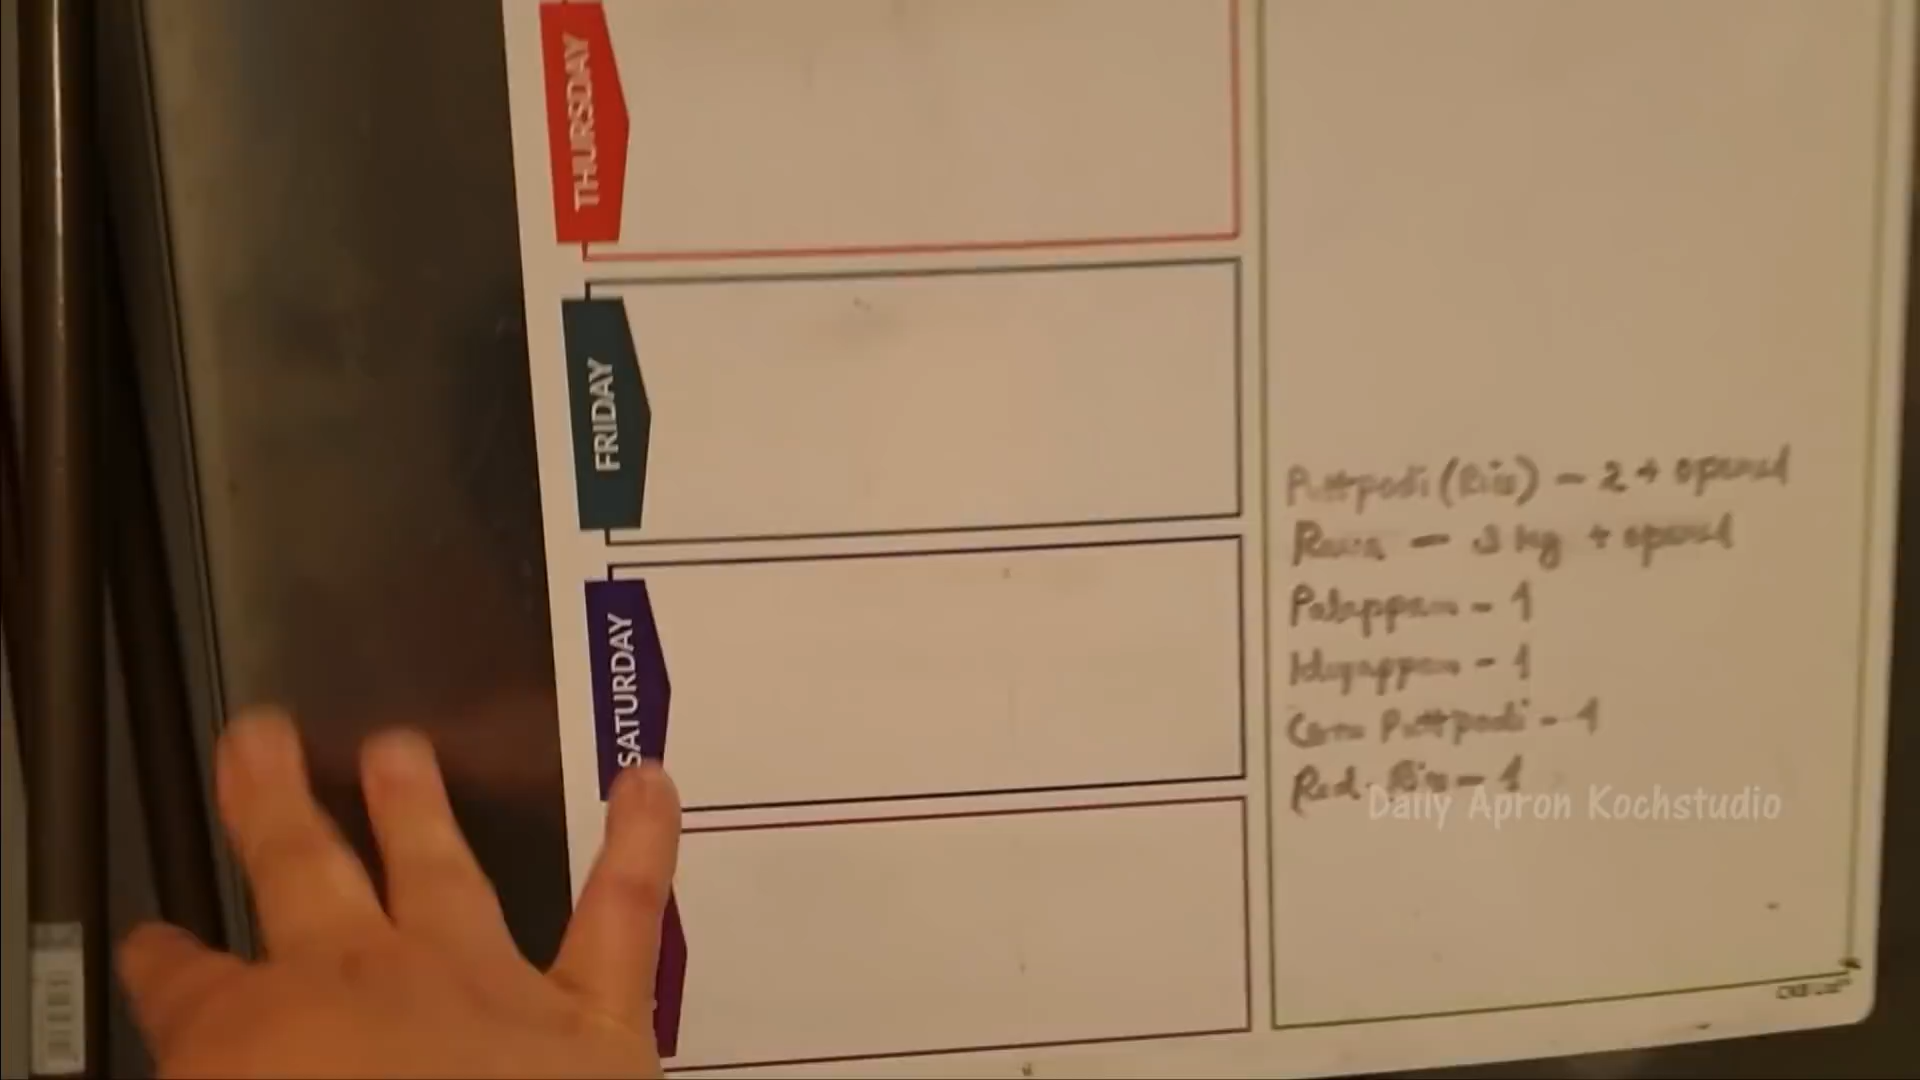 THURSDAY
FRIDAY
SATURDAY
Puttpodi (Rice) - 2 + opened
Rava - 3 kg + opened
Palappam - 1
Idiyappam - 1
Corn Puttpodi - 1
Red Rice - 1
Daily Apron Kochstudio